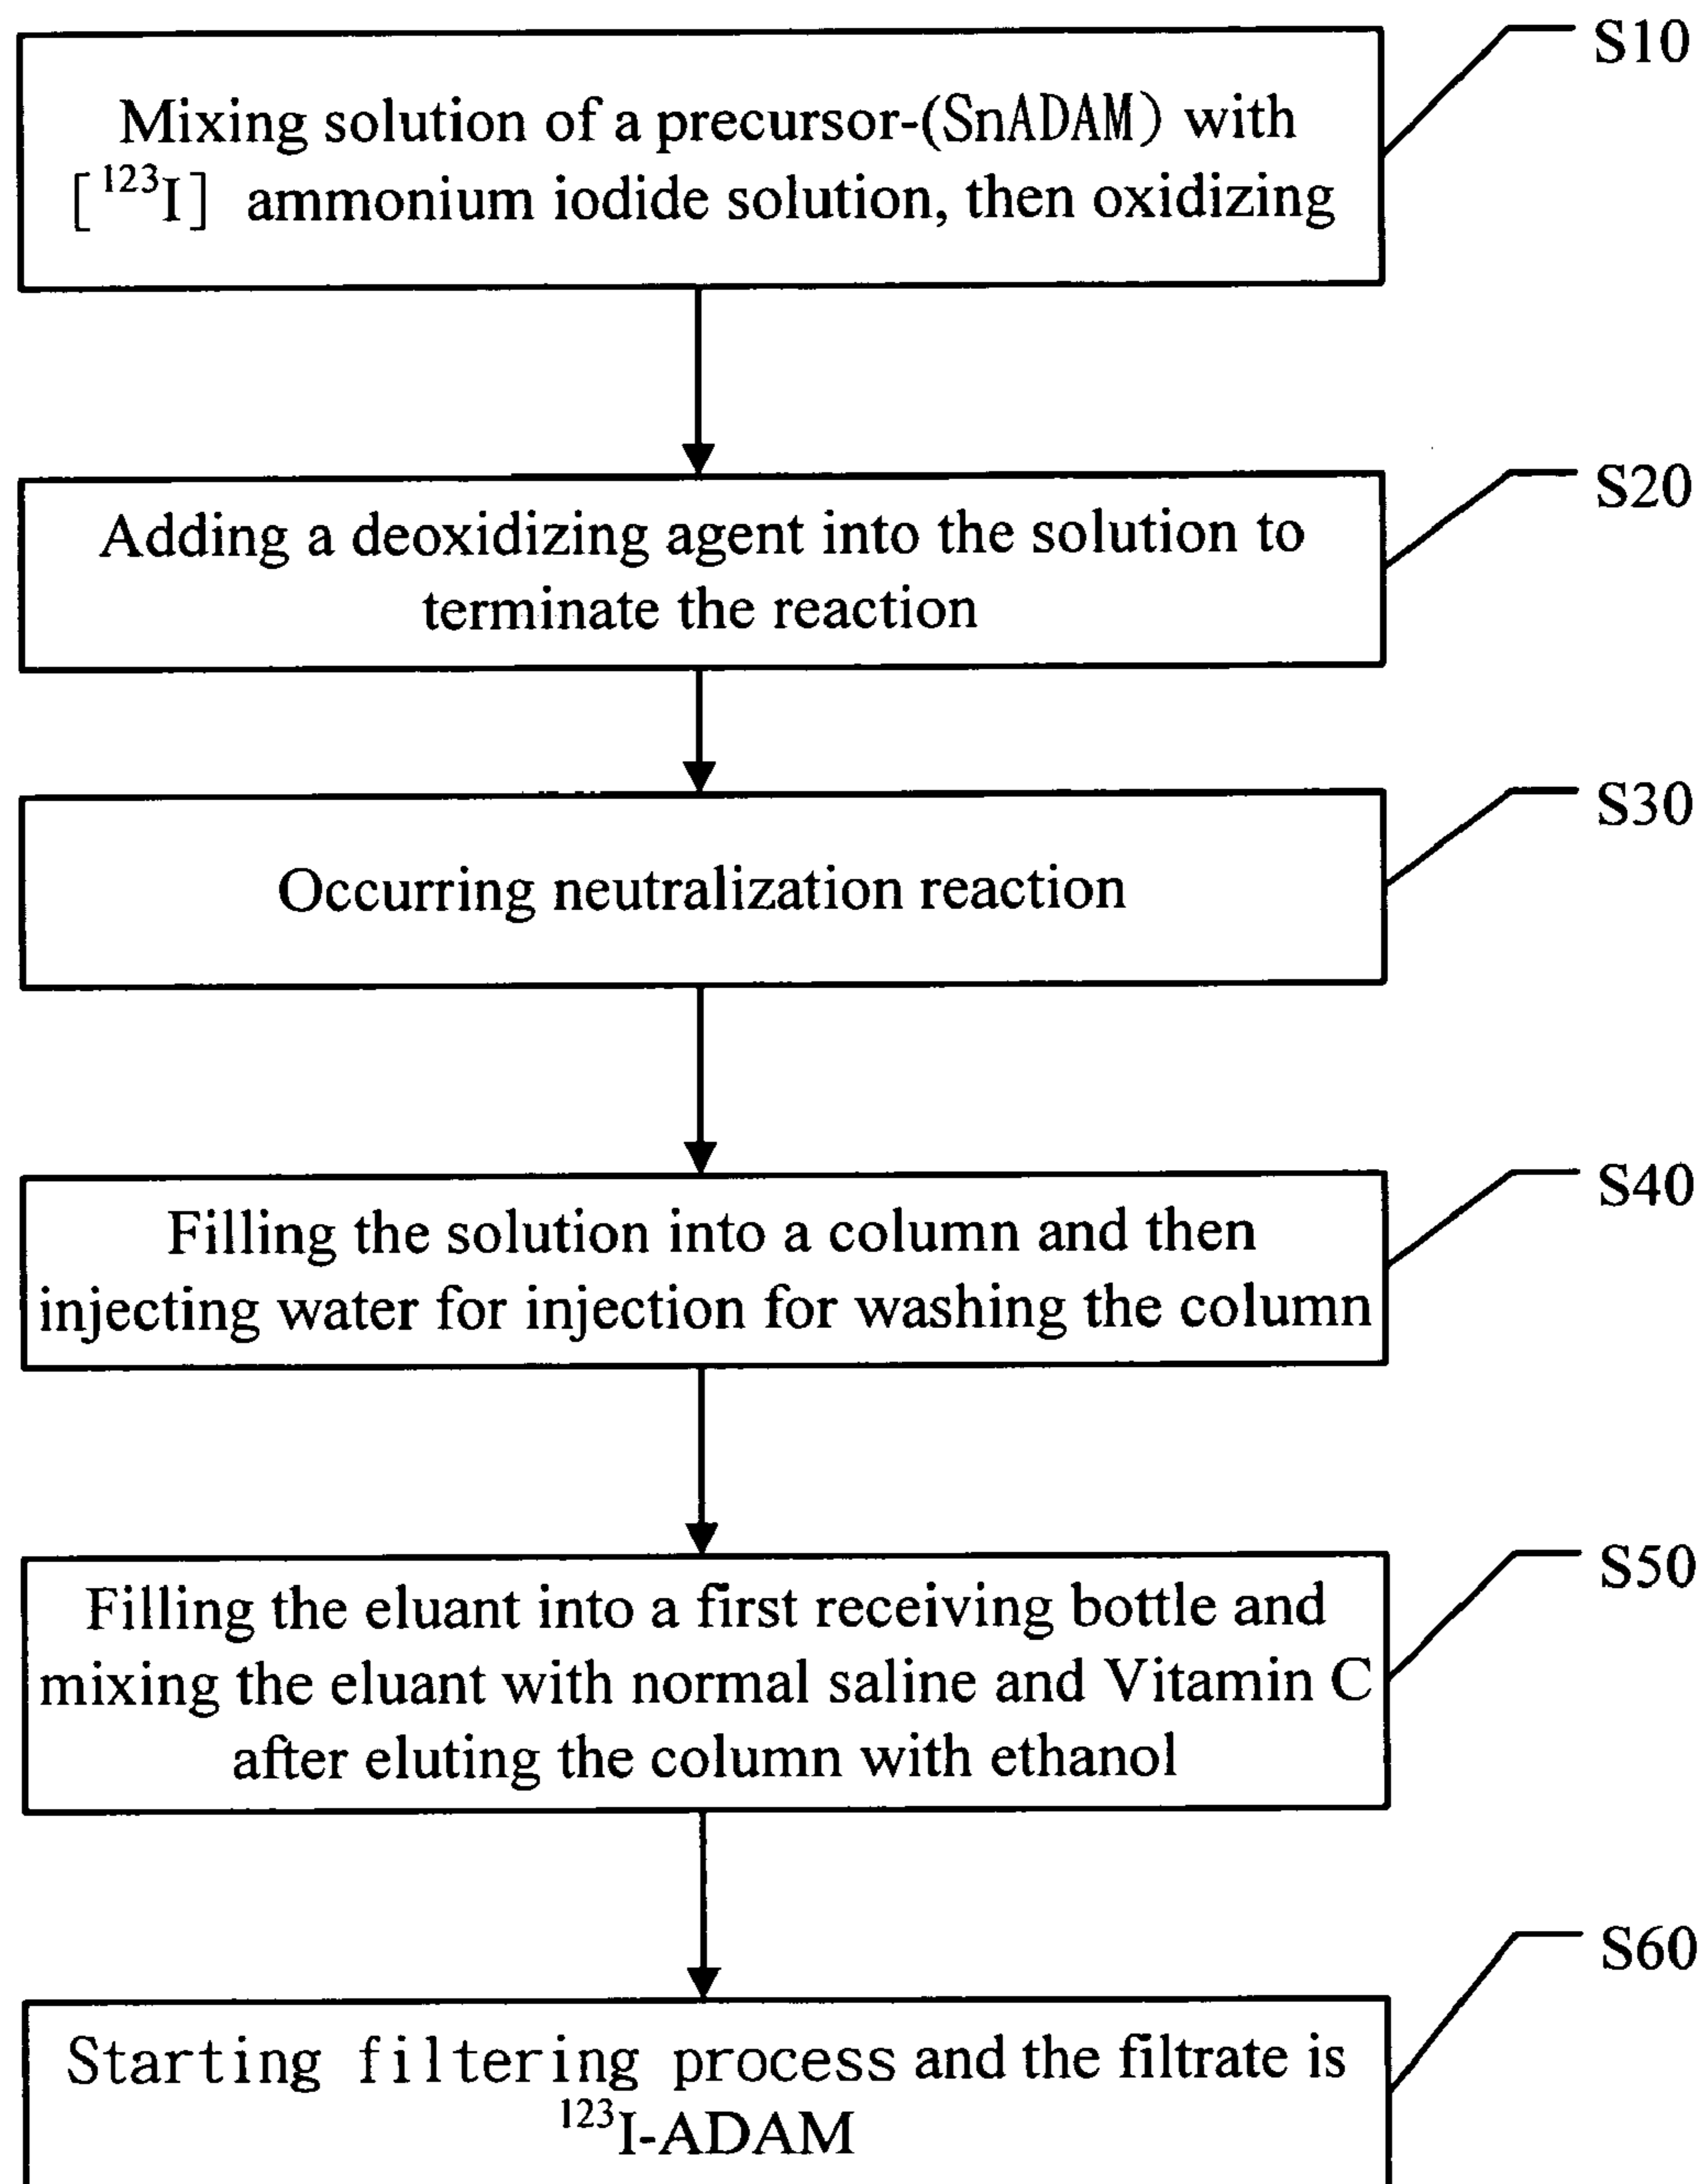 S10
Mixing solution of a precursor-(SnADAM) with
[¹²³I] ammonium iodide solution, then oxidizing
S20
Adding a deoxidizing agent into the solution to
terminate the reaction
S30
Occurring neutralization reaction
S40
Filling the solution into a column and then
injecting water for injection for washing the column
S50
Filling the eluant into a first receiving bottle and
mixing the eluant with normal saline and Vitamin C
after eluting the column with ethanol
S60
Starting filtering process and the filtrate is
¹²³I-ADAM